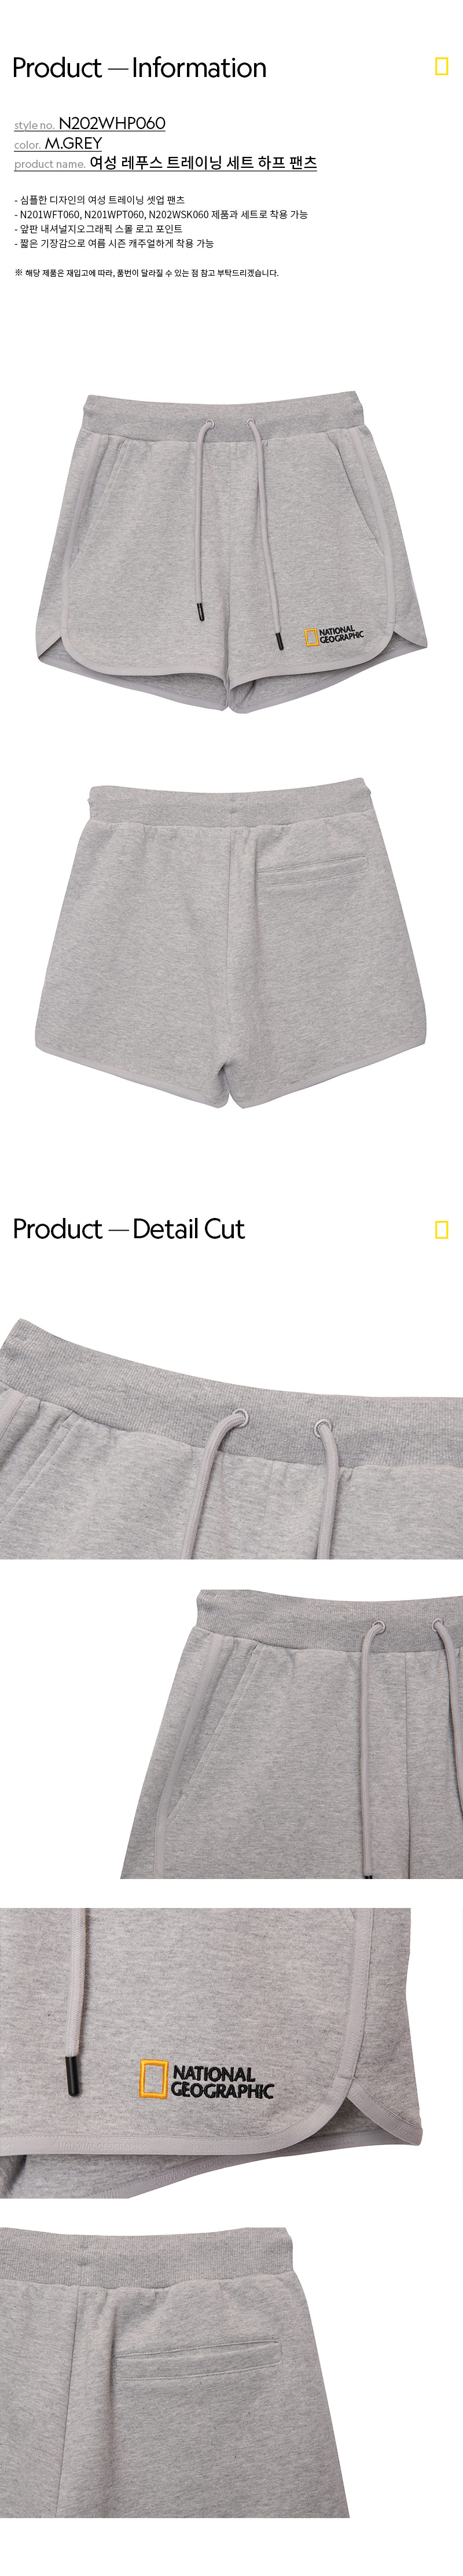 Product — Information
style no. N202WHP060
color. M.GREY
product name. 여성 레푸스 트레이닝 세트 하프 팬츠
- 심플한 디자인의 여성 트레이닝 셋업 팬츠
- N201WFT060, N201WPT060, N202WSK060 제품과 세트로 착용 가능
- 앞판 내셔널지오그래픽 스몰 로고 포인트
- 짧은 기장감으로 여름 시즌 캐주얼하게 착용 가능
※ 해당 제품은 재입고에 따라, 품번이 달라질 수 있는 점 참고 부탁드리겠습니다.
NATIONAL
GEOGRAPHIC
Product — Detail Cut
NATIONAL
GEOGRAPHIC